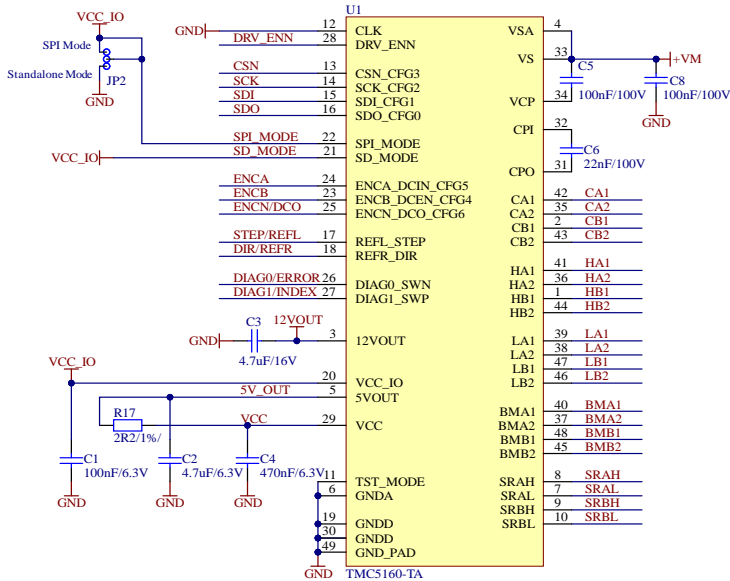 VCC_IO
SPI Mode
Standalone Mode
JP2
GND
U1
GND 12 CLK
DRV_ENN 28 DRV_ENN
CSN 13 CSN_CFG3
SCK 14 SCK_CFG2
SDI 15 SDI_CFG1
SDO 16 SDO_CFG0
SPI_MODE 22 SPI_MODE
VCC_IO SD_MODE 21 SD_MODE
ENCA 24 ENCA_DCIN_CFG5
ENCB 23 ENCB_DCEN_CFG4
ENCN/DCO 25 ENCN_DCO_CFG6
STEP/REFL 17 REFL_STEP
DIR/REFR 18 REFR_DIR
DIAG0/ERROR 26 DIAG0_SWN
DIAG1/INDEX 27 DIAG1_SWP
C3 12VOUT
GND 3 12VOUT
4.7uF/16V
VCC_IO
20 VCC_IO
5V_OUT 5 5VOUT
R17
VCC 29 VCC
2R2/1%/
C1
100nF/6.3V
GND
C2
4.7uF/6.3V
GND
C4
470nF/6.3V
GND
11 TST_MODE
6 GNDA
19 GNDD
30 GNDD
49 GND_PAD
GND
TMC5160-TA
VSA 4
VS 33
+VM
C5
100nF/100V
C8
100nF/100V
GND
VCP 34
CPI 32
C6
22nF/100V
CPO 31
CA1 42 CA1
CA2 35 CA2
CB1 2 CB1
CB2 43 CB2
HA1 41 HA1
HA2 36 HA2
HB1 1 HB1
HB2 44 HB2
LA1 39 LA1
LA2 38 LA2
LB1 47 LB1
LB2 46 LB2
BMA1 40 BMA1
BMA2 37 BMA2
BMB1 48 BMB1
BMB2 45 BMB2
SRAH 8 SRAH
SRAL 7 SRAL
SRBH 9 SRBH
SRBL 10 SRBL